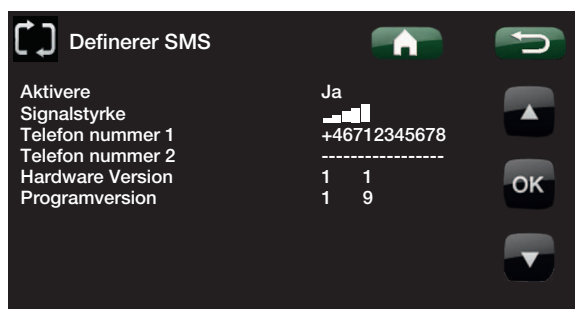 Definerer SMS
Aktivere Ja
Signalstyrke
Telefon nummer 1 +46712345678
Telefon nummer 2 -----------------
Hardware Version 1 1
Programversion 1 9
OK